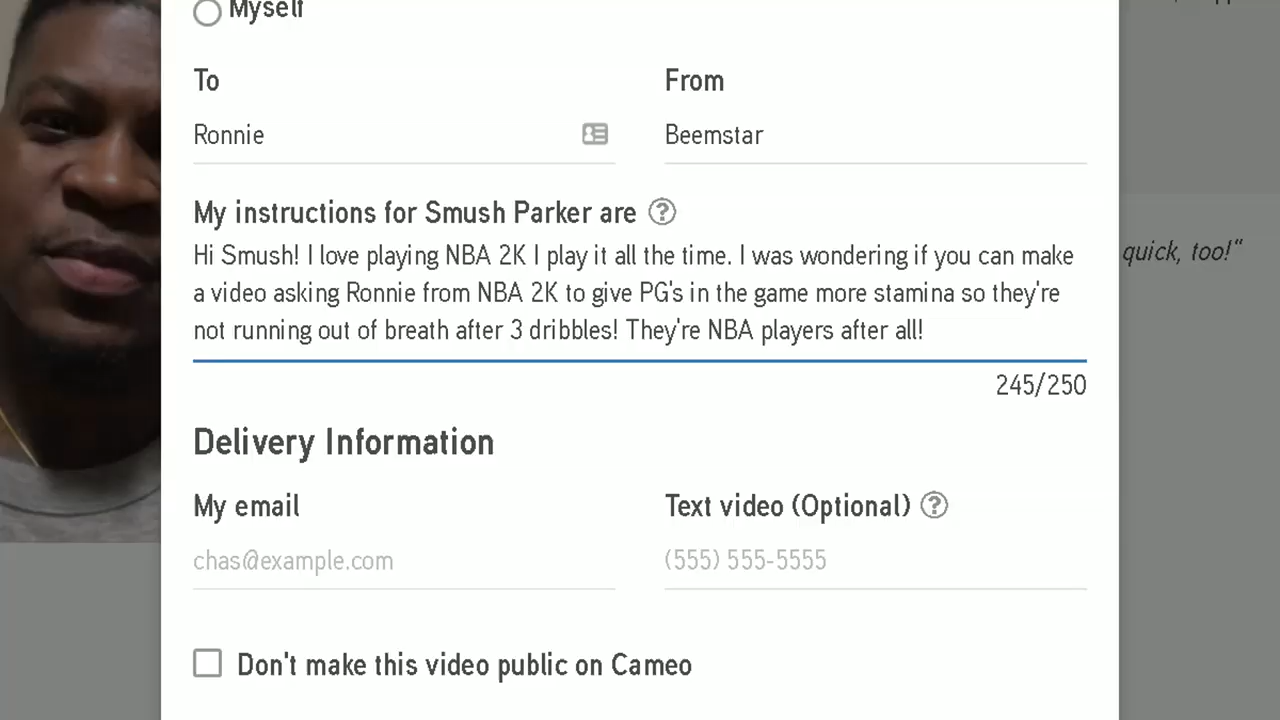 Myself
To
From
Ronnie
Beemstar
My instructions for Smush Parker are ?
Hi Smush! I love playing NBA 2K I play it all the time. I was wondering if you can make
a video asking Ronnie from NBA 2K to give PG's in the game more stamina so they're
not running out of breath after 3 dribbles! They're NBA players after all!
quick, too!"
245/250
Delivery Information
My email
Text video (Optional) ?
chas@example.com
(555) 555-5555
Don't make this video public on Cameo